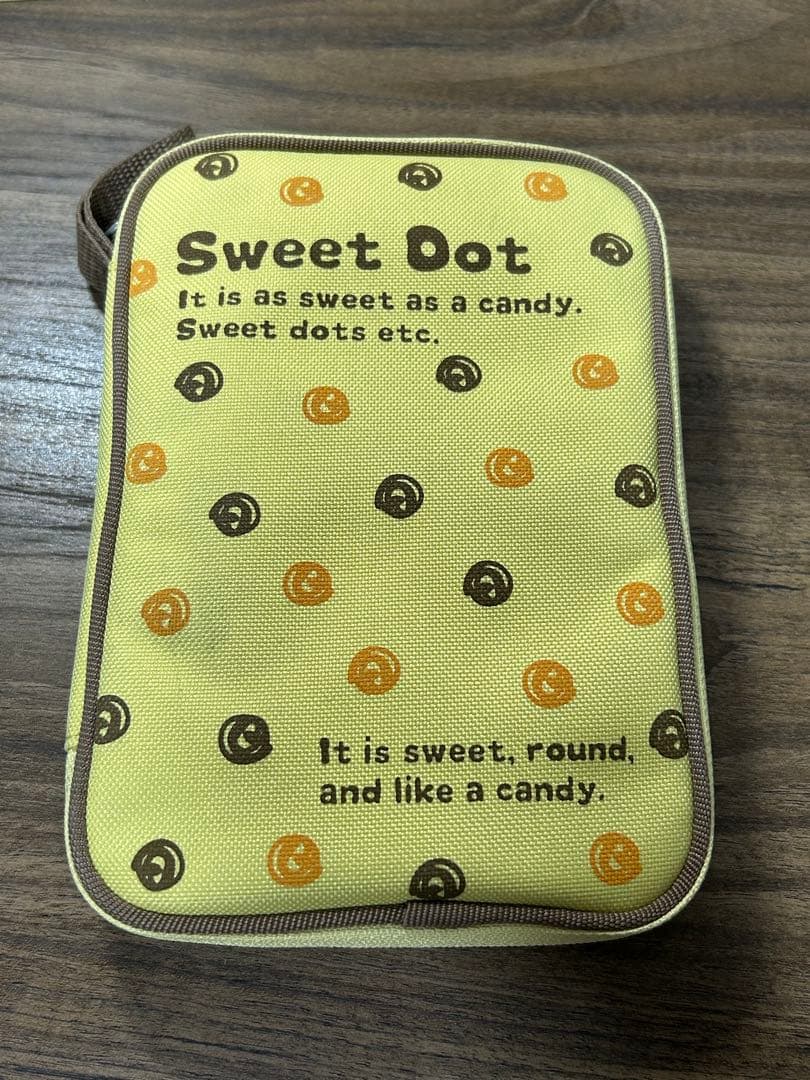 Sweet Dot
It is as sweet as a candy.
Sweet dots etc.
It is sweet, round,
and like a candy.